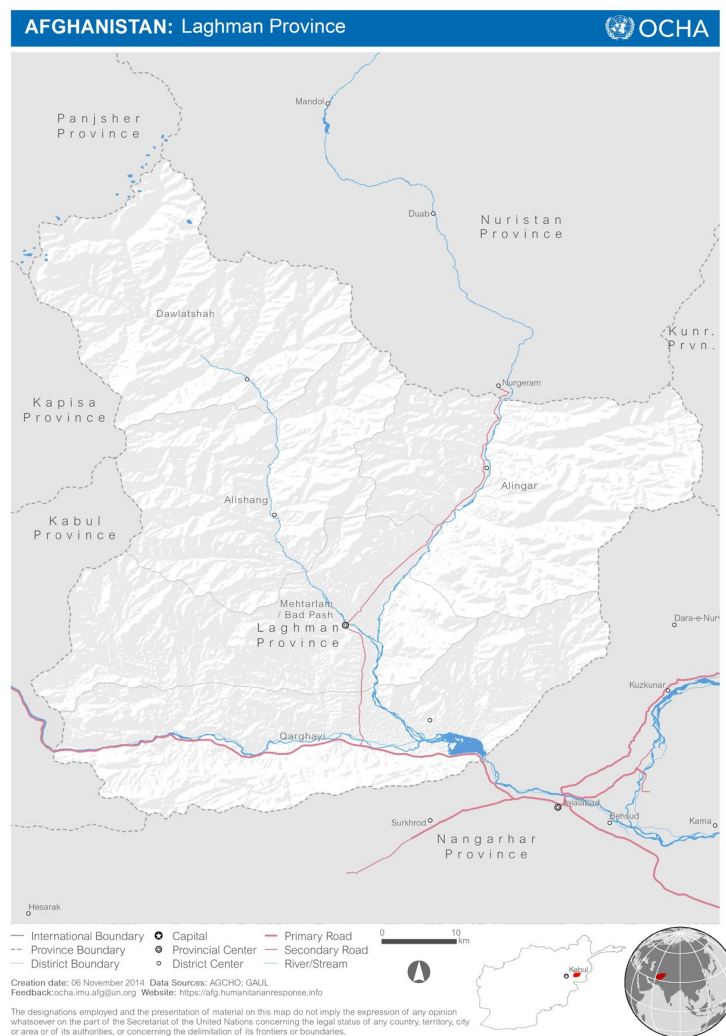 AFGHANISTAN: Laghman Province
OCHA
Mandol
Panjsher
Province
Duab
Nuristan
Province
Dawlatshah
Kunr.
Prvn.
Nurgeram
Kapisa
Province
Alingar
Alishang
Kabul
Province
Mehtarlam
/ Bad Pash
Laghman
Province
Dara-e-Nur
Kuzkunar
Qarghayi
Jalalabad
Surkhrod
Behsud
Kama
Nangarhar
Province
Hesarak
International Boundary
Province Boundary
District Boundary
Capital
Provincial Center
District Center
Primary Road
Secondary Road
River/Stream
0 10
km
Kabul
Creation date: 06 November 2014 Data Sources: AGCHO; GAUL
Feedback:ocha.imu.afg@un.org Website: https://afg.humanitarianresponse.info
The designations employed and the presentation of material on this map do not imply the expression of any opinion
whatsoever on the part of the Secretariat of the United Nations concerning the legal status of any country, territory, city
or area or of its authorities, or concerning the delimitation of its frontiers or boundaries.